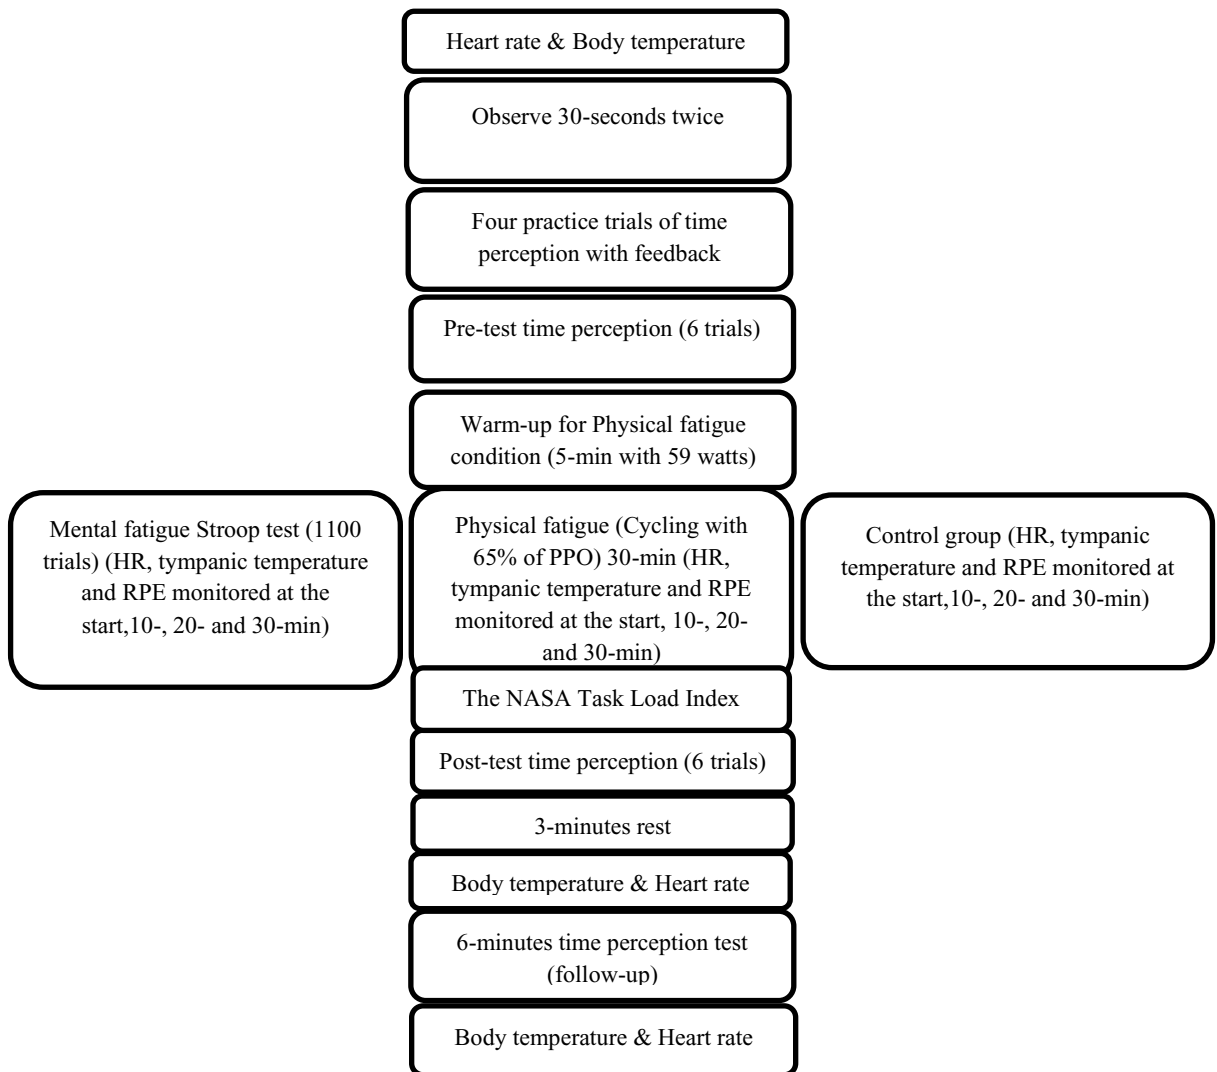 Heart rate & Body temperature
Observe 30-seconds twice
Four practice trials of time
perception with feedback
Pre-test time perception (6 trials)
Warm-up for Physical fatigue
condition (5-min with 59 watts)
Mental fatigue Stroop test (1100
trials) (HR, tympanic temperature
and RPE monitored at the
start,10-, 20- and 30-min)
Physical fatigue (Cycling with
65% of PPO) 30-min (HR,
tympanic temperature and RPE
monitored at the start, 10-, 20-
and 30-min)
Control group (HR, tympanic
temperature and RPE monitored at
the start,10-, 20- and 30-min)
The NASA Task Load Index
Post-test time perception (6 trials)
3-minutes rest
Body temperature & Heart rate
6-minutes time perception test
(follow-up)
Body temperature & Heart rate